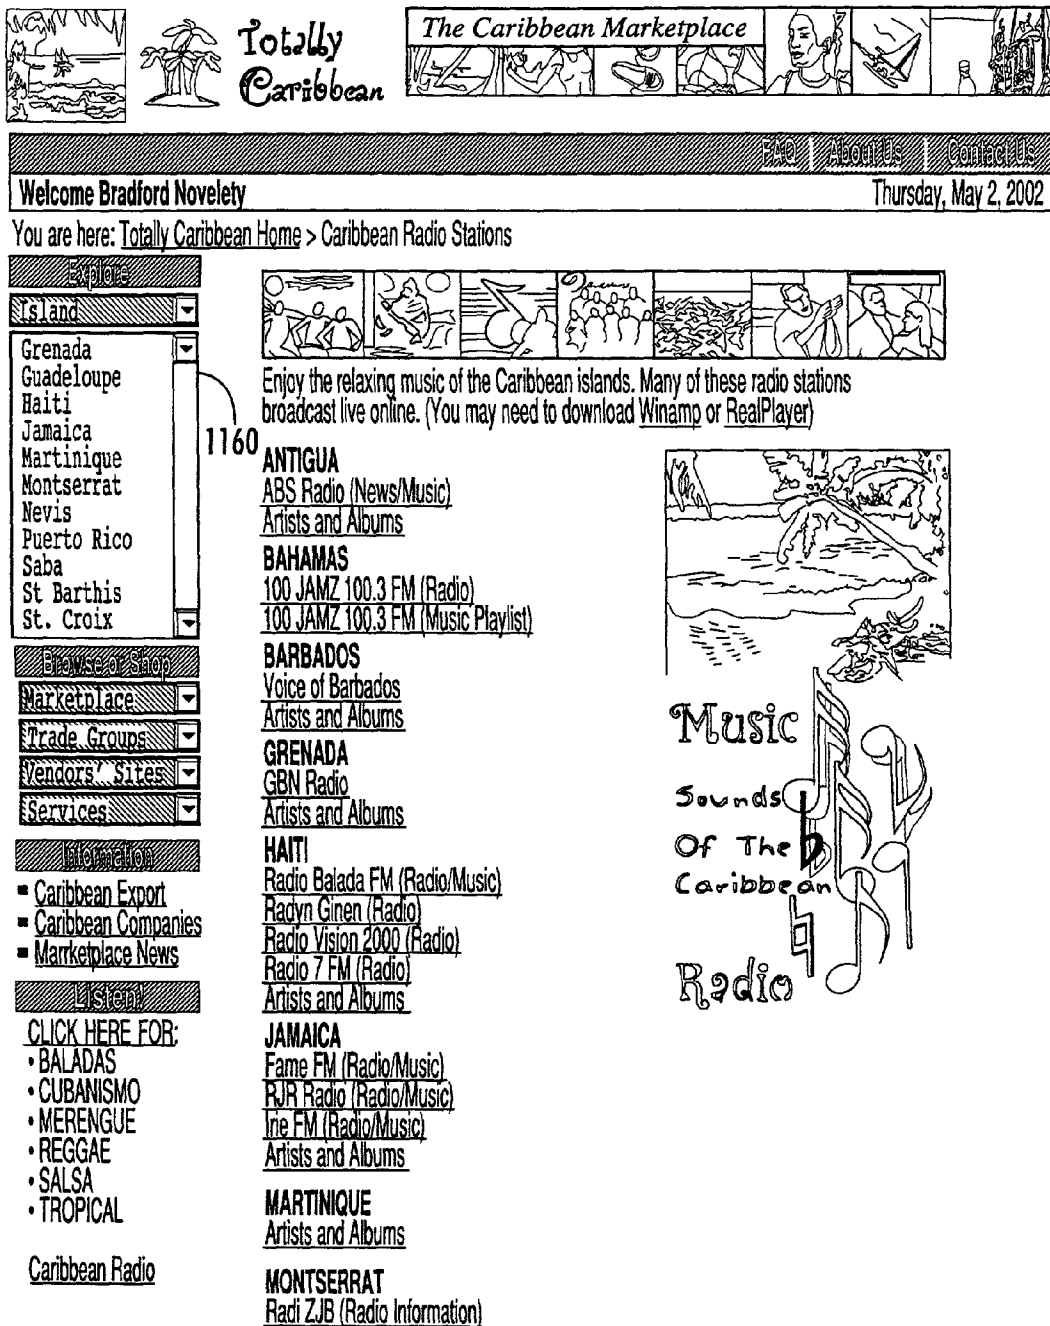 Totally
Caribbean
The Caribbean Marketplace
FAQ | About Us | Contact Us
Welcome Bradford Novelety
Thursday, May 2, 2002
You are here: Totally Caribbean Home > Caribbean Radio Stations
Explore
Island
Grenada
Guadeloupe
Haiti
Jamaica
Martinique
Montserrat
Nevis
Puerto Rico
Saba
St Barthis
St. Croix
1160
Browse or Shop
Marketplace
Trade Groups
Vendors' Sites
Services
Information
Caribbean Export
Caribbean Companies
Marrketplace News
Listen!
CLICK HERE FOR:
• BALADAS
• CUBANISMO
• MERENGUE
• REGGAE
• SALSA
• TROPICAL
Caribbean Radio
Enjoy the relaxing music of the Caribbean islands. Many of these radio stations
broadcast live online. (You may need to download Winamp or RealPlayer)
ANTIGUA
ABS Radio (News/Music)
Artists and Albums
BAHAMAS
100 JAMZ 100.3 FM (Radio)
100 JAMZ 100.3 FM (Music Playlist)
BARBADOS
Voice of Barbados
Artists and Albums
GRENADA
GBN Radio
Artists and Albums
HAITI
Radio Balada FM (Radio/Music)
Radyn Ginen (Radio)
Radio Vision 2000 (Radio)
Radio 7 FM (Radio)
Artists and Albums
JAMAICA
Fame FM (Radio/Music)
RJR Radio (Radio/Music)
Irie FM (Radio/Music)
Artists and Albums
MARTINIQUE
Artists and Albums
MONTSERRAT
Radi ZJB (Radio Information)
Music
Sounds
Of The
Caribbean
Radio